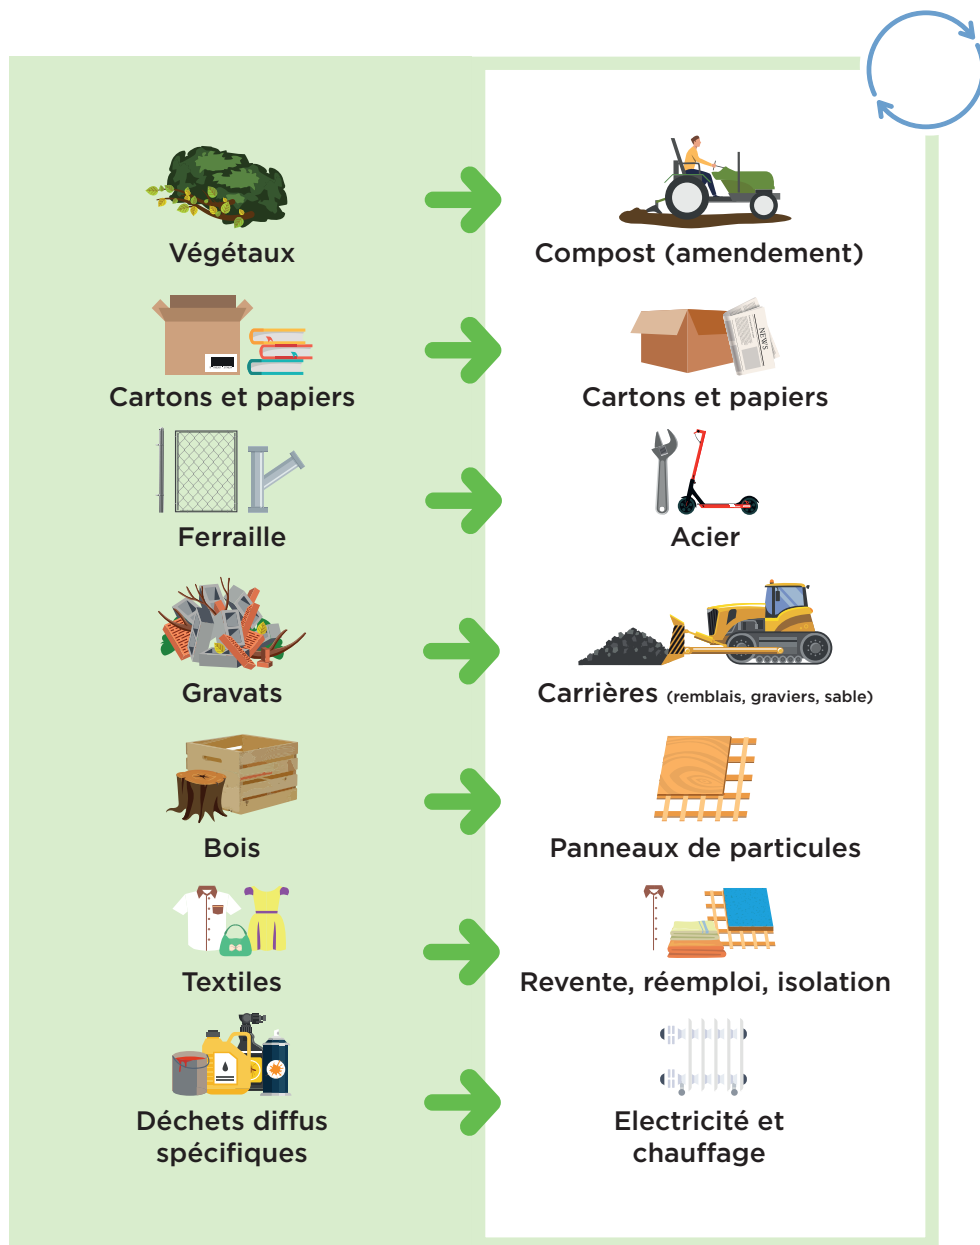 Végétaux
Compost (amendement)
NEWS
Cartons et papiers
Cartons et papiers
Ferraille
Acier
Gravats
Carrières (remblais, graviers, sable)
Bois
Panneaux de particules
Textiles
Revente, réemploi, isolation
Déchets diffus
spécifiques
Electricité et
chauffage